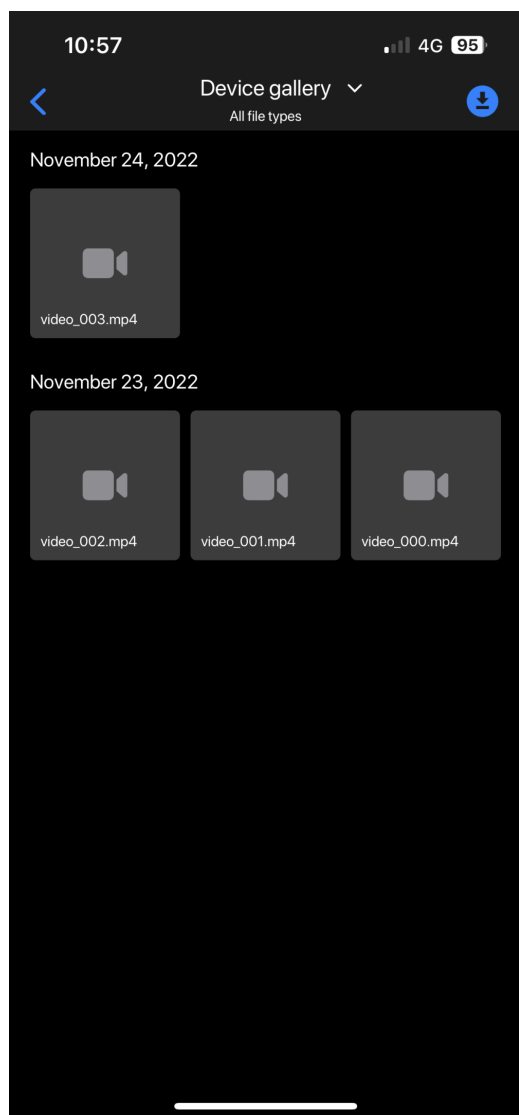 10:57 4G 95
Device gallery
All file types
November 24, 2022
video_003.mp4
November 23, 2022
video_002.mp4 video_001.mp4 video_000.mp4